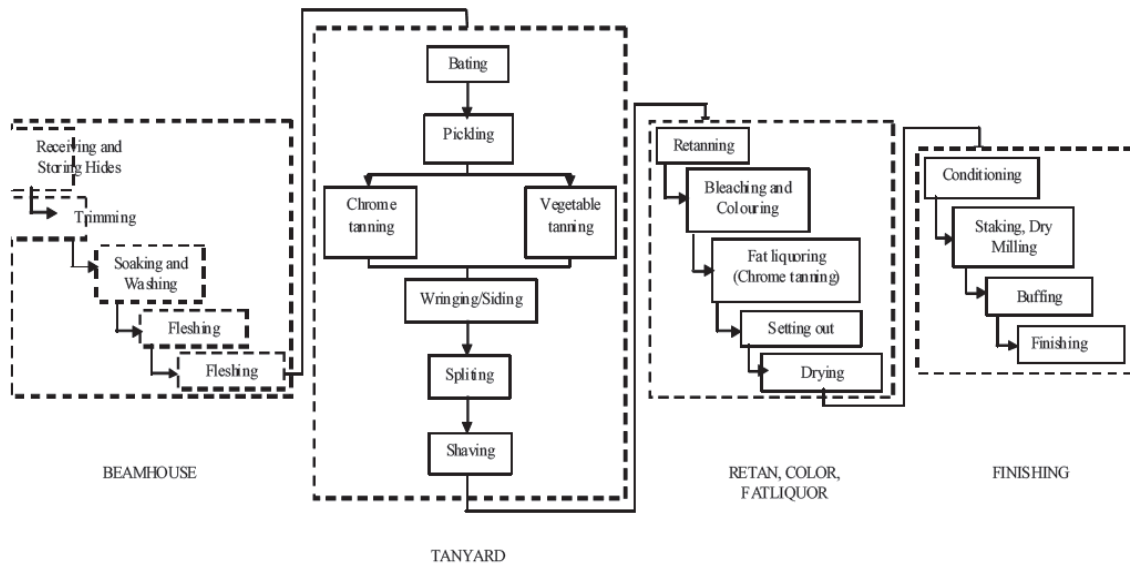 Receiving and
Storing Hides
Trimming
Soaking and
Washing
Fleshing
Fleshing
BEAMHOUSE
Bating
Pickling
Chrome
tanning
Vegetable
tanning
Wringing/Siding
Spliting
Shaving
TANYARD
Retanning
Bleaching and
Colouring
Fat liquoring
(Chrome tanning)
Setting out
Drying
RETAN, COLOR,
FATLIQUOR
Conditioning
Staking, Dry
Milling
Buffing
Finishing
FINISHING